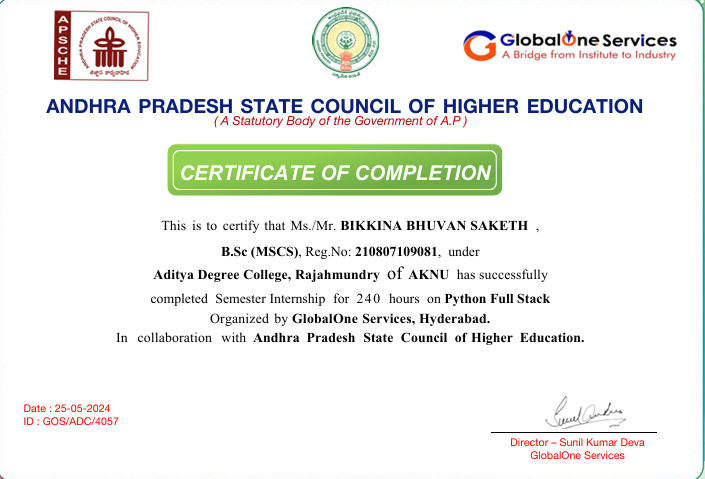 APSCHE
ANDHRA PRADESH STATE COUNCIL OF HIGHER EDUCATION
GlobalOne Services
A Bridge from Institute to Industry
ANDHRA PRADESH STATE COUNCIL OF HIGHER EDUCATION
( A Statutory Body of the Government of A.P )
CERTIFICATE OF COMPLETION
This is to certify that Ms./Mr. BIKKINA BHUVAN SAKETH ,
B.Sc (MSCS), Reg.No: 210807109081, under
Aditya Degree College, Rajahmundry of AKNU has successfully
completed Semester Internship for 240 hours on Python Full Stack
Organized by GlobalOne Services, Hyderabad.
In collaboration with Andhra Pradesh State Council of Higher Education.
Date : 25-05-2024
ID : GOS/ADC/4057
Director – Sunil Kumar Deva
GlobalOne Services